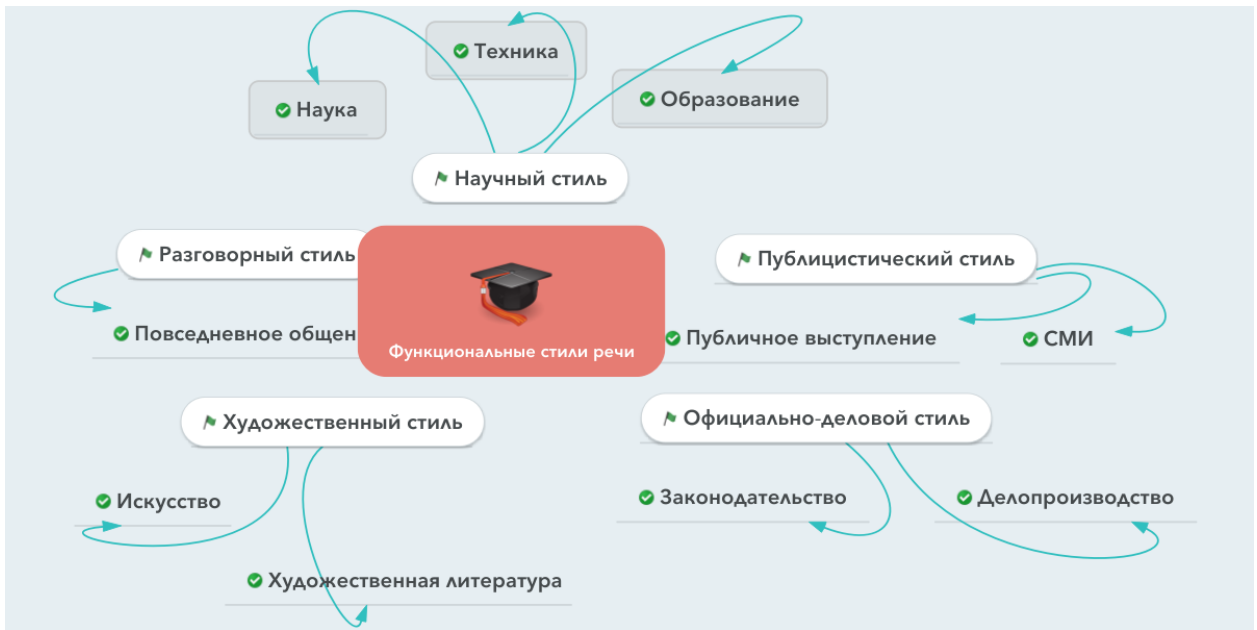 Техника
Образование
Наука
Научный стиль
Разговорный стиль
Публицистический стиль
Повседневное общен
Функциональные стили речи
Публичное выступление
СМИ
Художественный стиль
Официально-деловой стиль
Искусство
Законодательство
Делопроизводство
Художественная литература